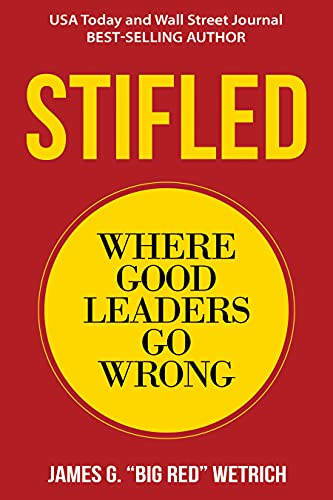 USA Today and Wall Street Journal
BEST-SELLING AUTHOR
STIFLED
WHERE
GOOD
LEADERS
GO
WRONG
JAMES G. “BIG RED” WETRICH